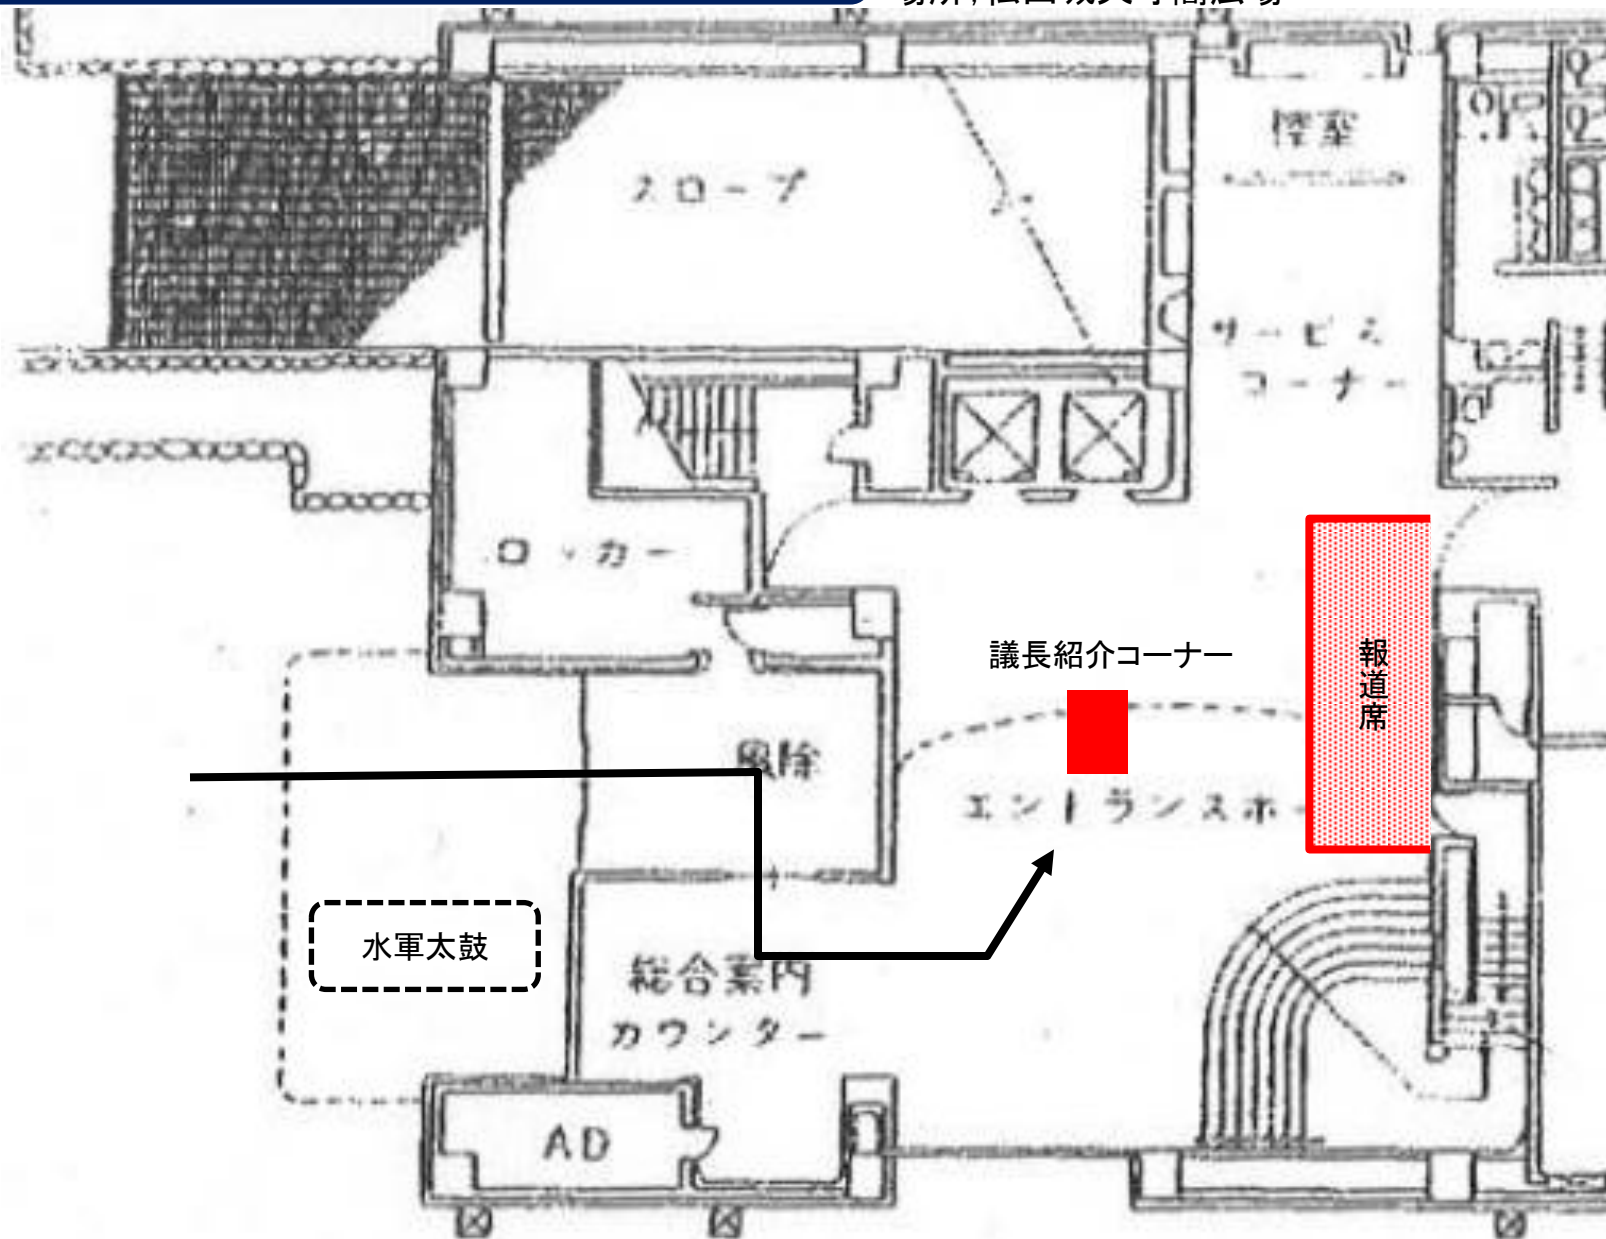 控室
スロープ
サービス
コーナー
ロッカー
議長紹介コーナー
報道席
風除
エントランスホー
水軍太鼓
総合案内
カウンター
AD